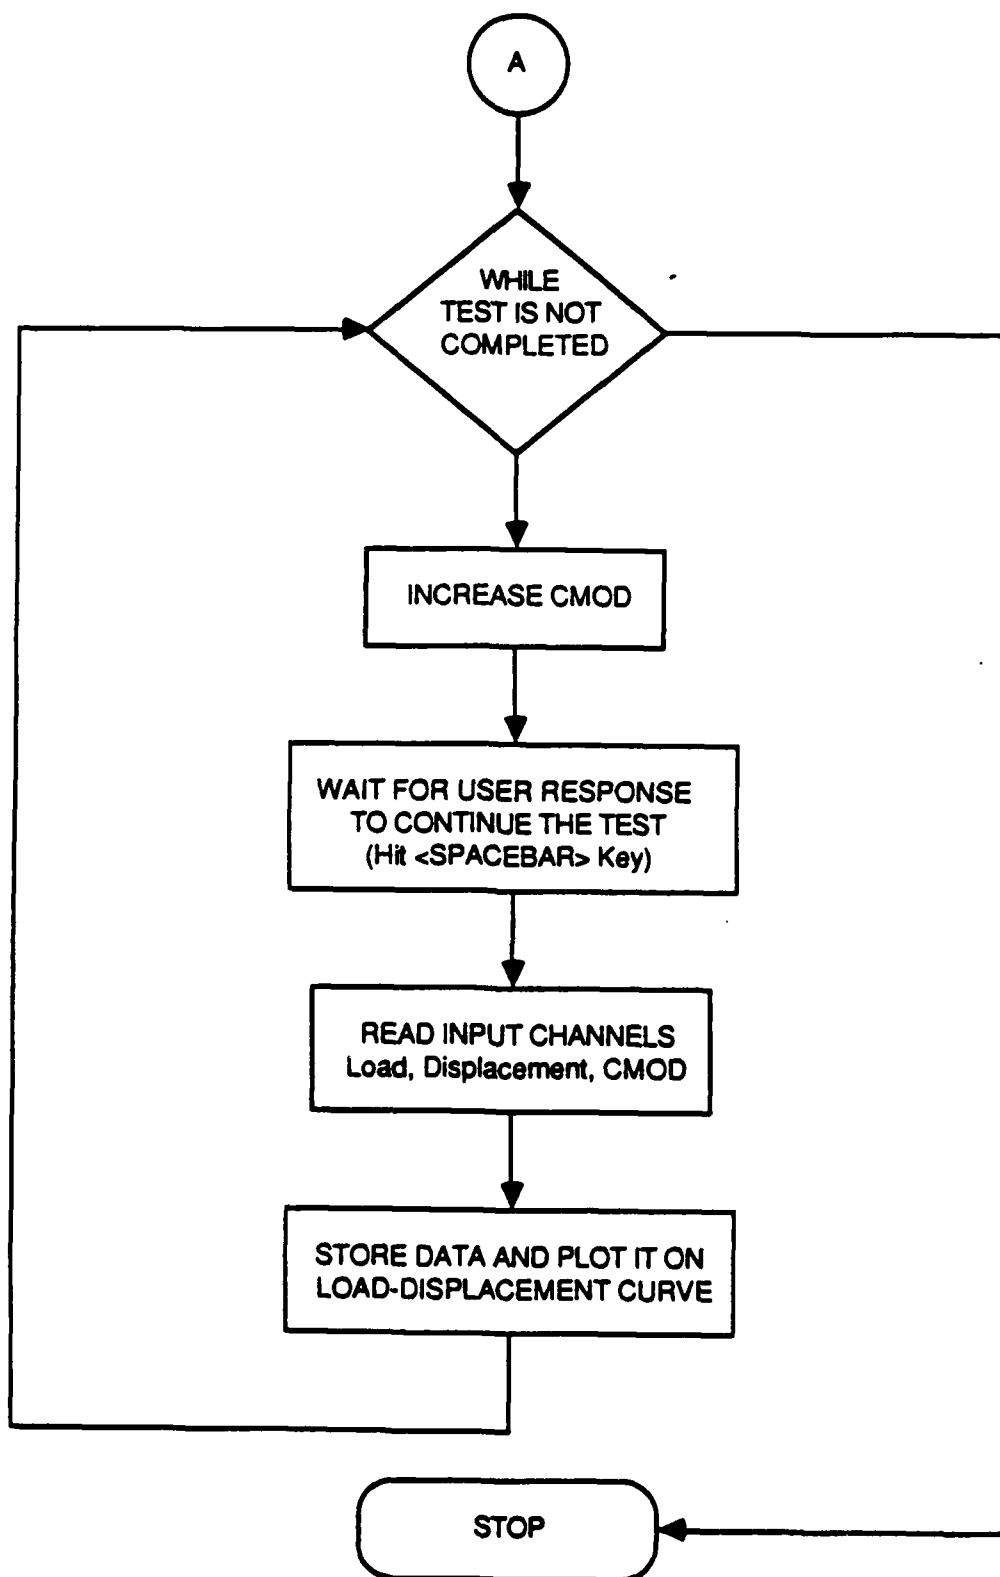 A
WHILE
TEST IS NOT
COMPLETED
INCREASE CMOD
WAIT FOR USER RESPONSE
TO CONTINUE THE TEST
(Hit <SPACEBAR> Key)
READ INPUT CHANNELS
Load, Displacement, CMOD
STORE DATA AND PLOT IT ON
LOAD-DISPLACEMENT CURVE
STOP